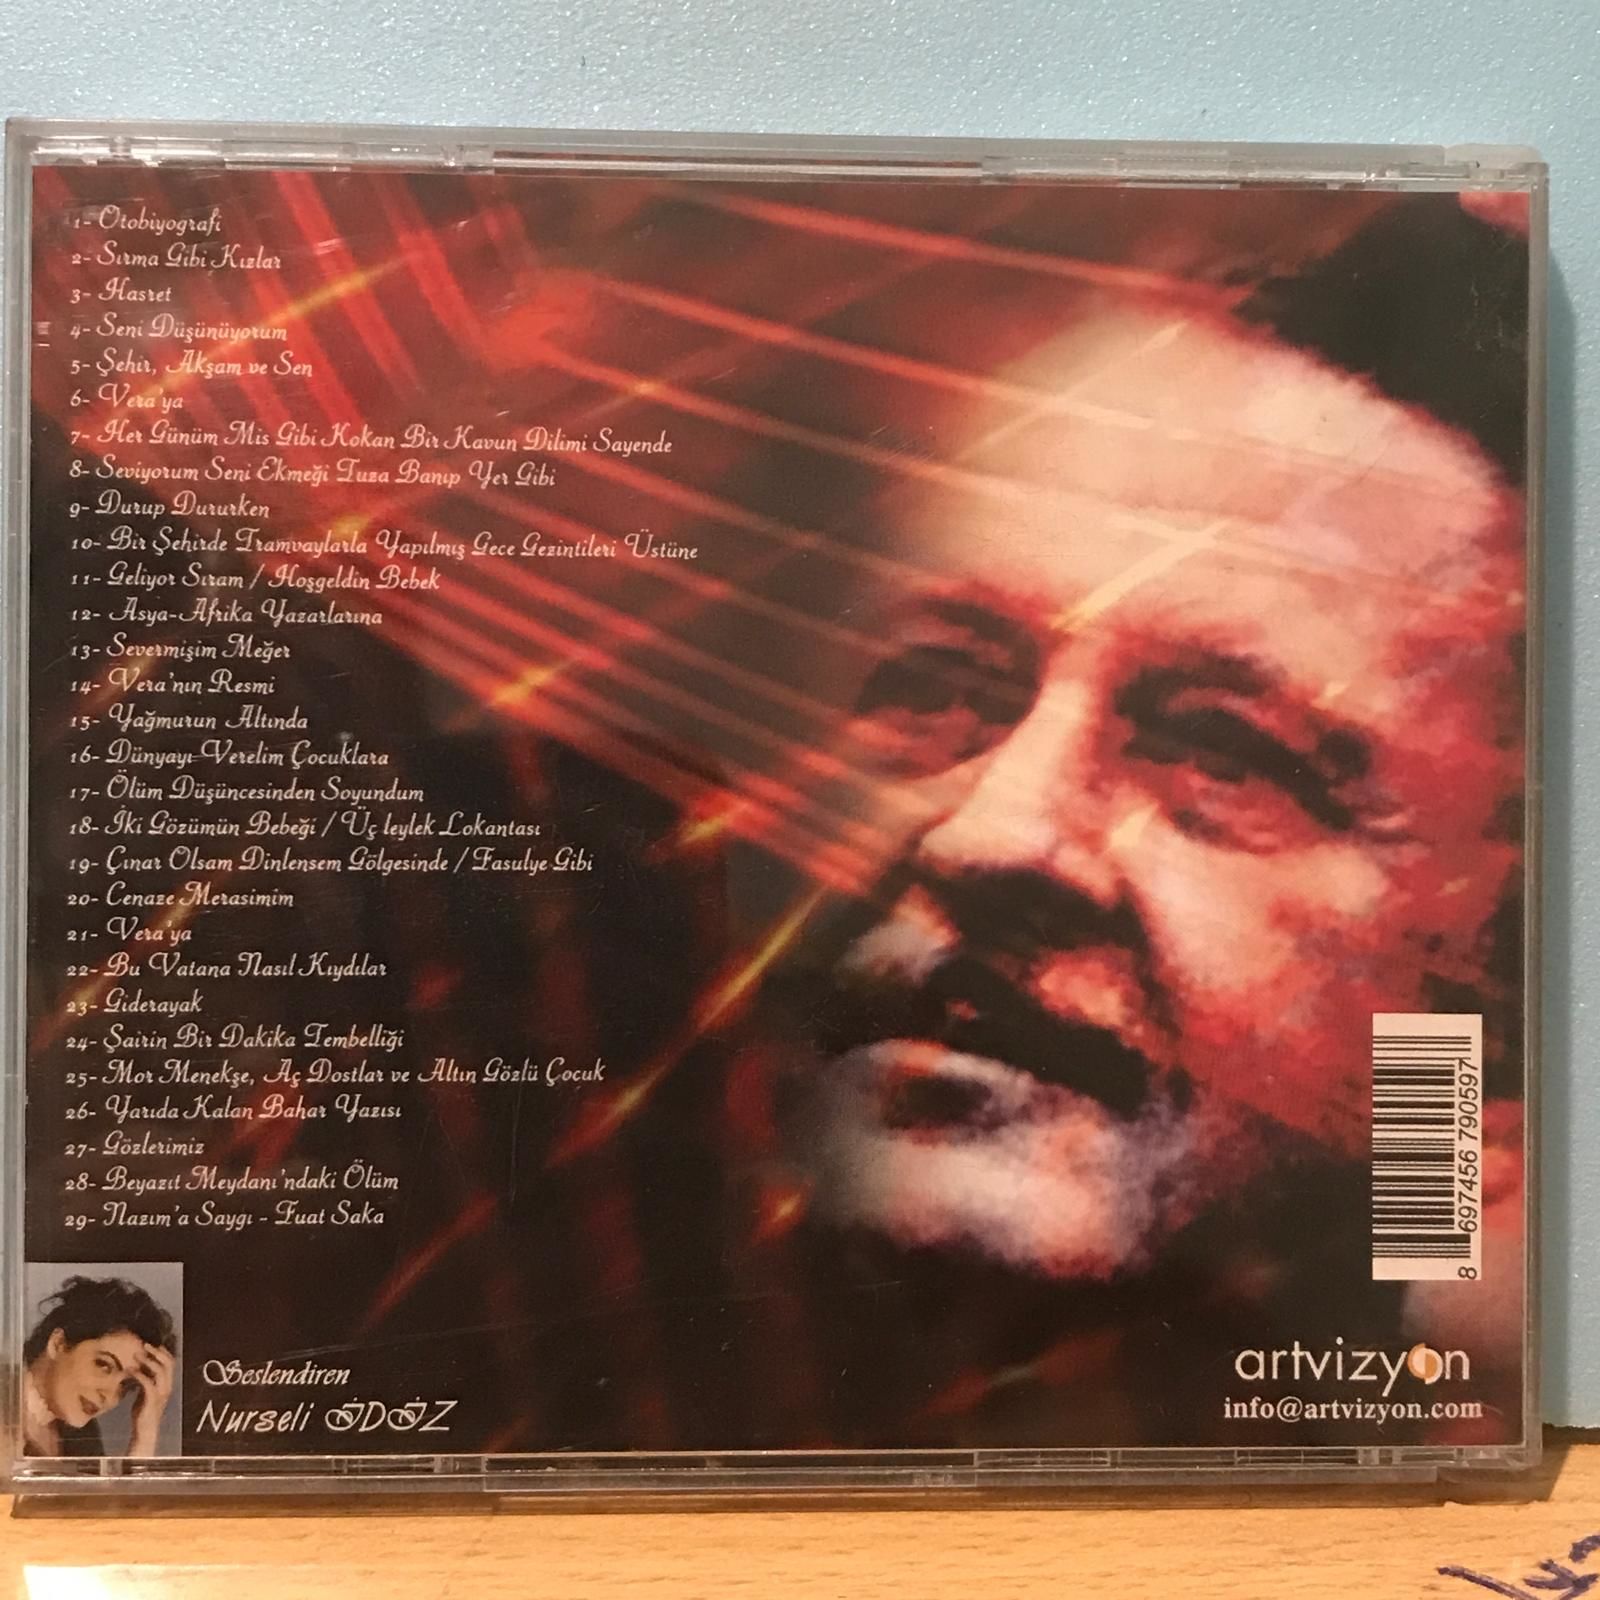 1- Otobiyografi
2- Sırma Gibi Kızlar
3- Hasret
4- Seni Düşünüyorum
5- Şehir, Akşam ve Sen
6- Vera'ya
7- Her Günüm Mis Gibi Kokan Bir Kavun Dilimi Sayende
8- Seviyorum Seni Ekmeği Tuza Banıp Yer Gibi
9- Durup Dururken
10- Bir Şehirde Tramvaylarla Yapılmış Gece Gezintileri Üstüne
11- Geliyor Sıram / Hoşgeldin Bebek
12- Asya-Afrika Yazarlarına
13- Severmişim Meğer
14- Vera'nın Resmi
15- Yağmurun Altında
16- Dünyayı Verelim Çocuklara
17- Ölüm Düşüncesinden Soyundum
18- İki Gözümün Bebeği / Üç leylek Lokantası
19- Çınar Olsam Dinlensem Gölgesinde / Fasulye Gibi
20- Cenaze Merasimim
21- Vera'ya
22- Bu Vatana Nasıl Kıydılar
23- Giderayak
24- Şairin Bir Dakika Tembelliği
25- Mor Menekşe, Aç Dostlar ve Altın Gözlü Çocuk
26- Yarıda Kalan Bahar Yazısı
27- Gözlerimiz
28- Beyazıt Meydanı'ndaki Ölüm
29- Nazım'a Saygı - Fuat Saka
Seslendiren
Nurseli İDİZ
8 697456 790597
artvizyon
info@artvizyon.com